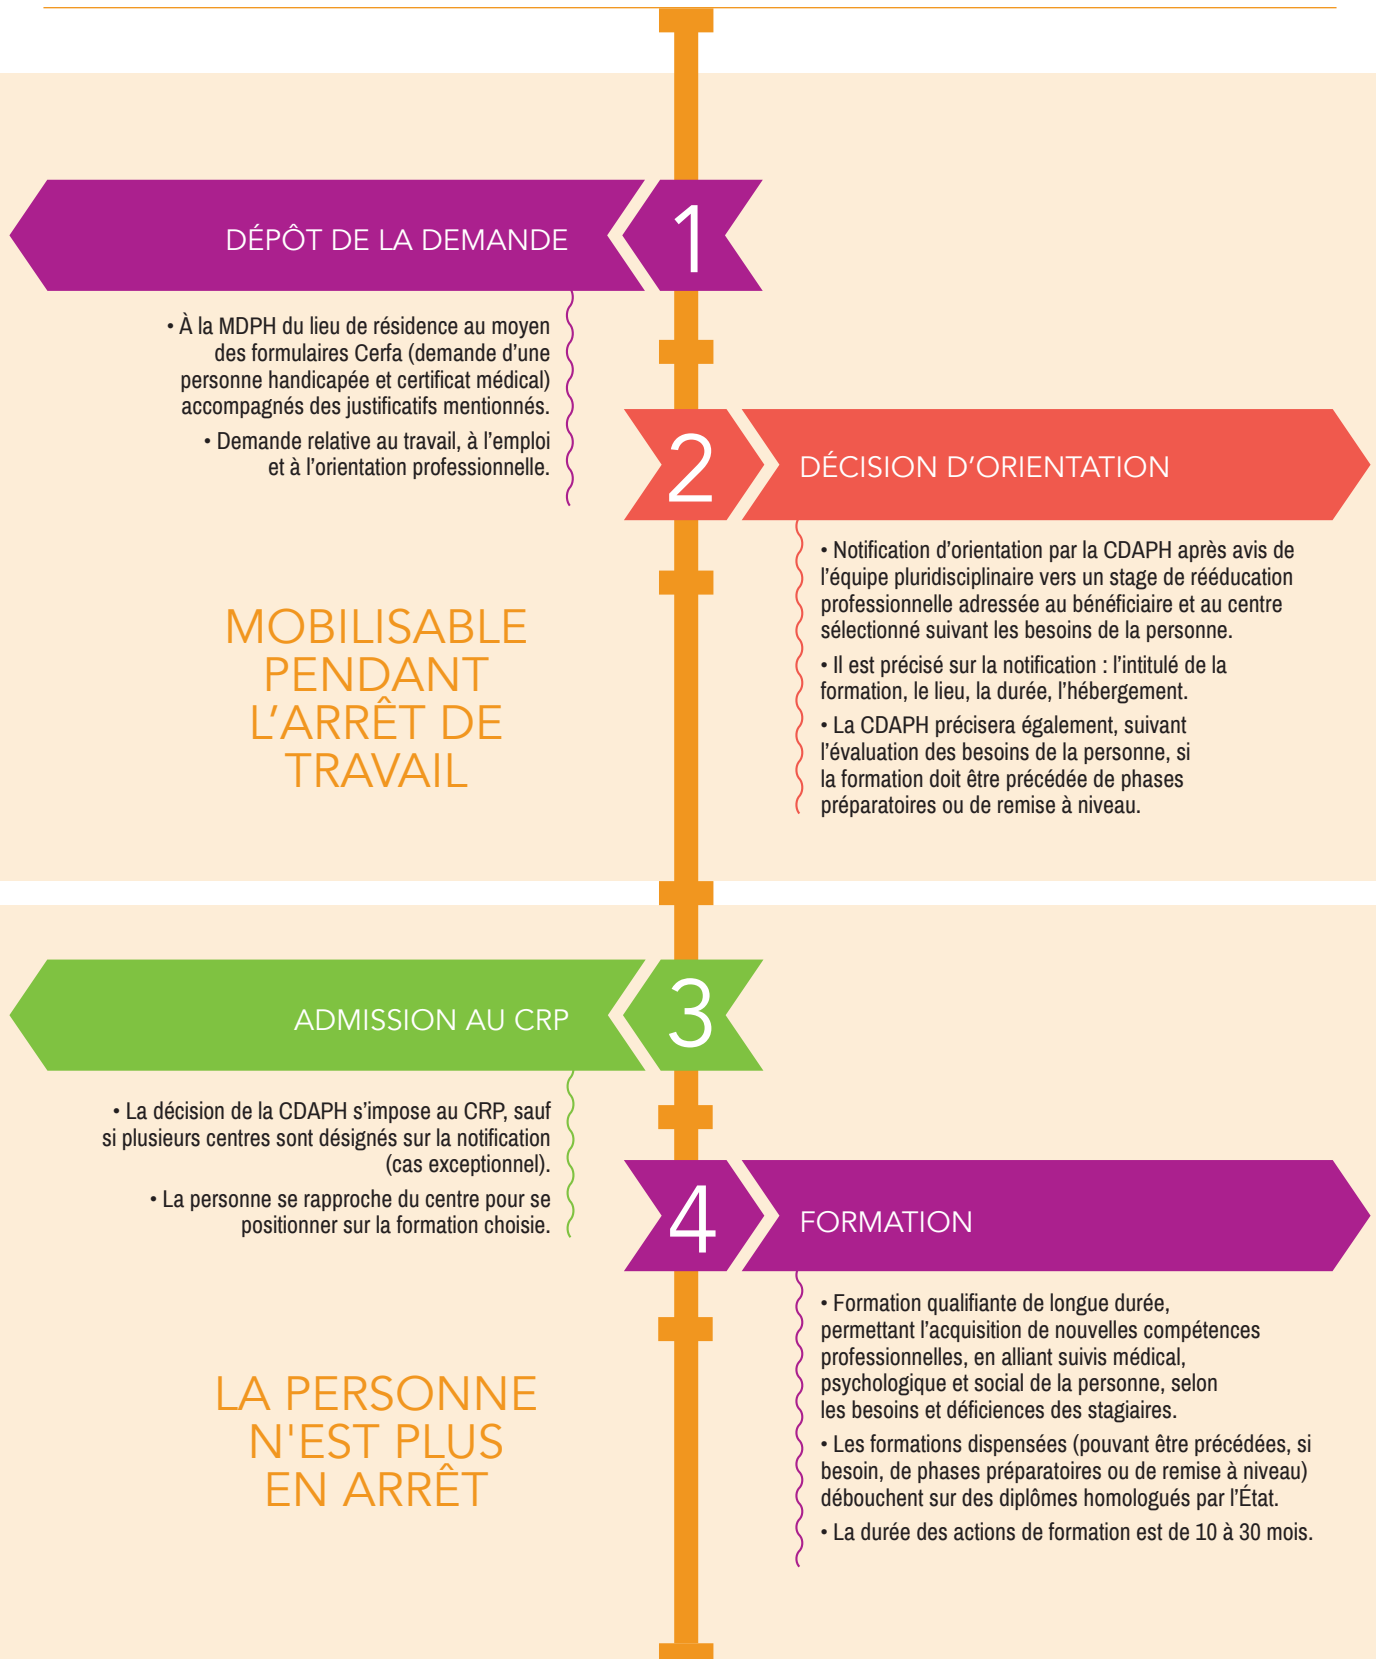 1
DÉPÔT DE LA DEMANDE
• À la MDPH du lieu de résidence au moyen
des formulaires Cerfa (demande d’une
personne handicapée et certificat médical)
accompagnés des justificatifs mentionnés.
• Demande relative au travail, à l’emploi
et à l’orientation professionnelle.
2
DÉCISION D’ORIENTATION
• Notification d’orientation par la CDAPH après avis de
l’équipe pluridisciplinaire vers un stage de rééducation
professionnelle adressée au bénéficiaire et au centre
sélectionné suivant les besoins de la personne.
• Il est précisé sur la notification : l’intitulé de la
formation, le lieu, la durée, l’hébergement.
• La CDAPH précisera également, suivant
l’évaluation des besoins de la personne, si
la formation doit être précédée de phases
préparatoires ou de remise à niveau.
MOBILISABLE
PENDANT
L’ARRÊT DE
TRAVAIL
3
ADMISSION AU CRP
• La décision de la CDAPH s’impose au CRP, sauf
si plusieurs centres sont désignés sur la notification
(cas exceptionnel).
• La personne se rapproche du centre pour se
positionner sur la formation choisie.
4
FORMATION
• Formation qualifiante de longue durée,
permettant l’acquisition de nouvelles compétences
professionnelles, en alliant suivis médical,
psychologique et social de la personne, selon
les besoins et déficiences des stagiaires.
• Les formations dispensées (pouvant être précédées, si
besoin, de phases préparatoires ou de remise à niveau)
débouchent sur des diplômes homologués par l’État.
• La durée des actions de formation est de 10 à 30 mois.
LA PERSONNE
N'EST PLUS
EN ARRÊT